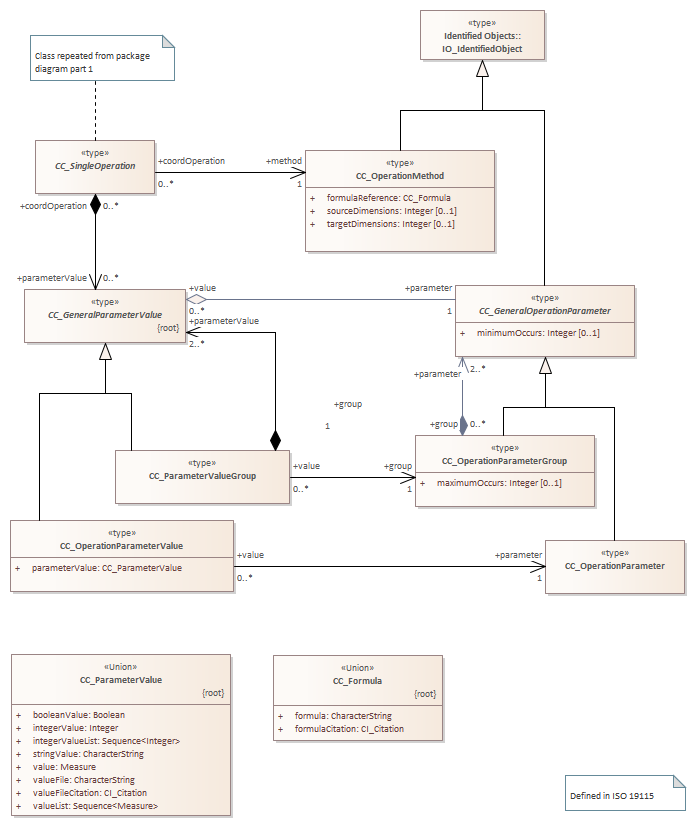 «type»
Identified Objects::
IO_IdentifiedObject
Class repeated from package
diagram part 1
«type»
CC_SingleOperation
+coordOperation
0..*
+method
1
«type»
CC_OperationMethod
+ formulaReference: CC_Formula
+ sourceDimensions: Integer [0..1]
+ targetDimensions: Integer [0..1]
+coordOperation
0..*
+parameterValue
0..*
«type»
CC_GeneralParameterValue
{root}
+value
0..*
+parameter
1
+parameterValue
2..*
«type»
CC_GeneralOperationParameter
+ minimumOccurs: Integer [0..1]
+parameter
2..*
+group
1
+group
0..*
«type»
CC_ParameterValueGroup
+value
0..*
+group
1
«type»
CC_OperationParameterGroup
+ maximumOccurs: Integer [0..1]
«type»
CC_OperationParameterValue
+ parameterValue: CC_ParameterValue
+value
0..*
+parameter
1
«type»
CC_OperationParameter
«Union»
CC_ParameterValue
{root}
+ booleanValue: Boolean
+ integerValue: Integer
+ integerValueList: Sequence<Integer>
+ stringValue: CharacterString
+ value: Measure
+ valueFile: CharacterString
+ valueFileCitation: CI_Citation
+ valueList: Sequence<Measure>
«Union»
CC_Formula
{root}
+ formula: CharacterString
+ formulaCitation: CI_Citation
Defined in ISO 19115